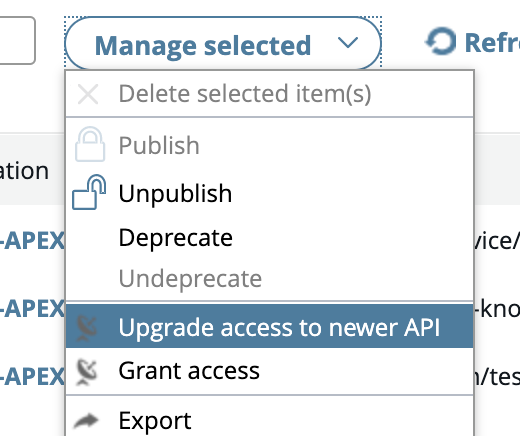 Manage selected
Refr
Delete selected item(s)
Publish
ation
Unpublish
Deprecate
-APEX
vice/
Undeprecate
-APEX
-kno
Upgrade access to newer API
Grant access
-APEX
n/tes
Export